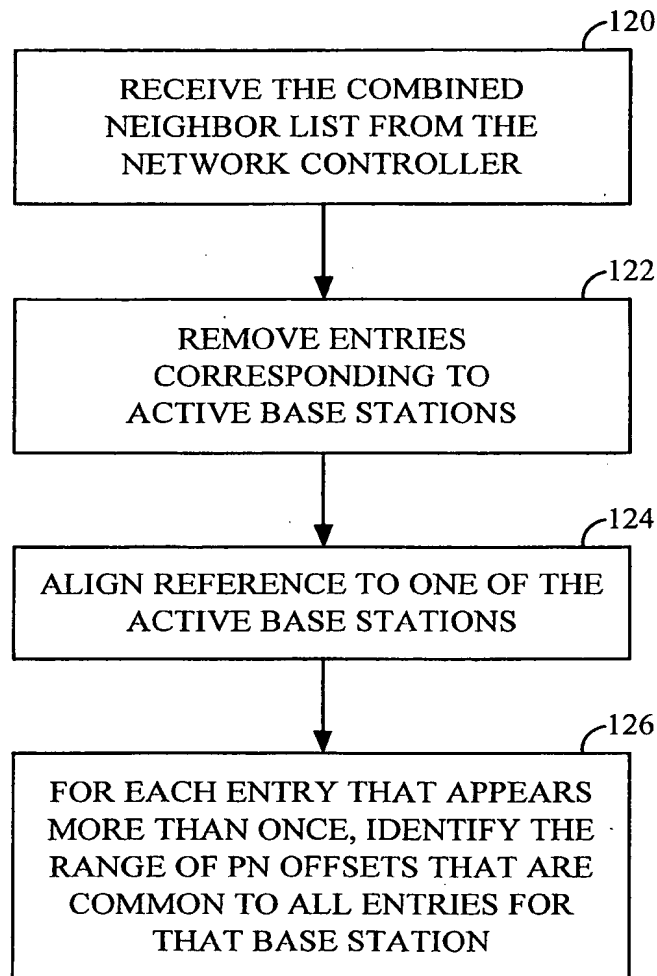 120
RECEIVE THE COMBINED
NEIGHBOR LIST FROM THE
NETWORK CONTROLLER
122
REMOVE ENTRIES
CORRESPONDING TO
ACTIVE BASE STATIONS
124
ALIGN REFERENCE TO ONE OF THE
ACTIVE BASE STATIONS
126
FOR EACH ENTRY THAT APPEARS
MORE THAN ONCE, IDENTIFY THE
RANGE OF PN OFFSETS THAT ARE
COMMON TO ALL ENTRIES FOR
THAT BASE STATION